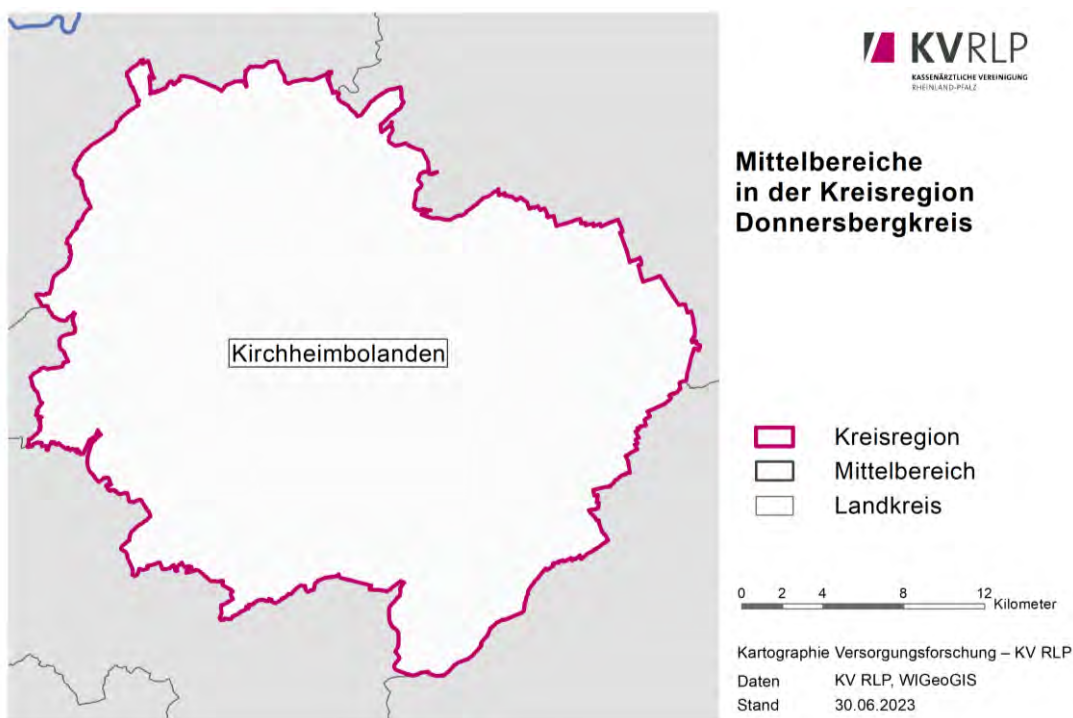 KVRLP
KASSENÄRZTLICHE VEREINIGUNG
RHEINLAND-PFALZ
Mittelbereiche
in der Kreisregion
Donnersbergkreis
Kirchheimbolanden
Kreisregion
Mittelbereich
Landkreis
0 2 4 8 12
Kilometer
Kartographie Versorgungsforschung – KV RLP
Daten KV RLP, WIGeoGIS
Stand 30.06.2023